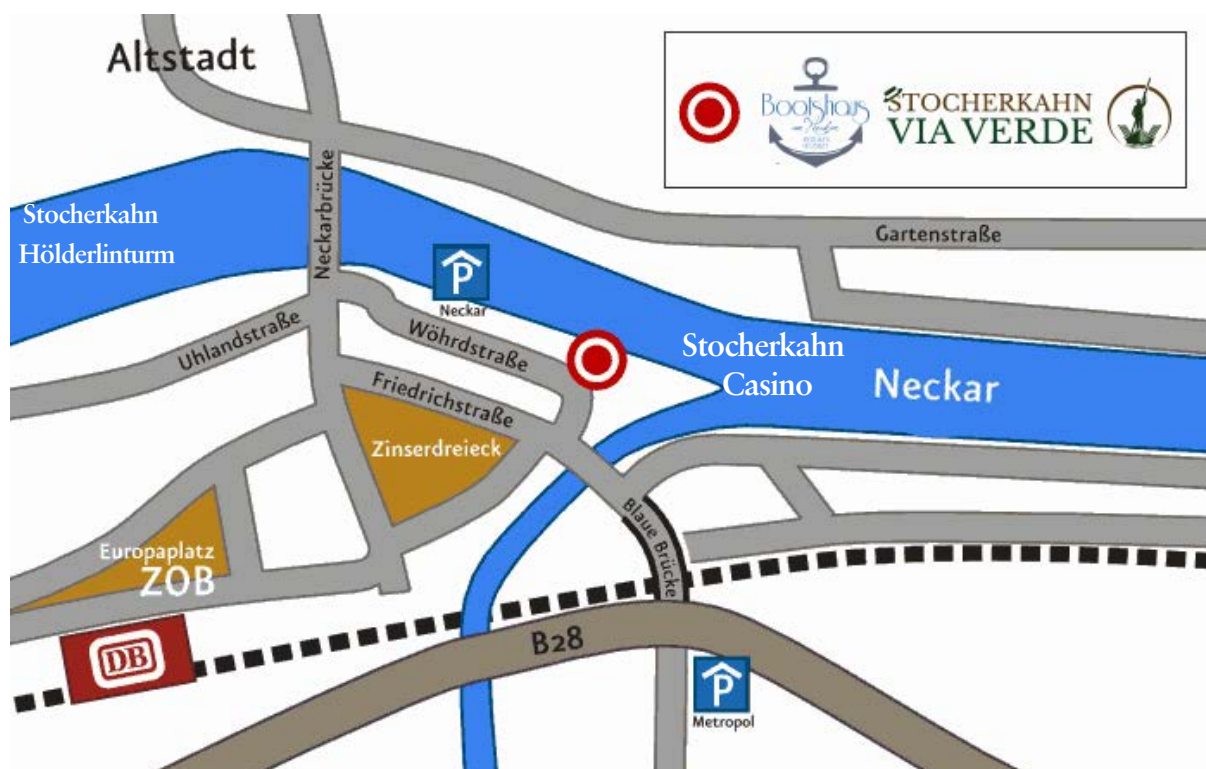 Altstadt
Bootshaus
STOCHERKAHN
VIA VERDE
Neckarbrücke
Stocherkahn
Hölderlinturm
Gartenstraße
P
Neckar
Uhlandstraße
Wöhrdstraße
Stocherkahn
Casino
Neckar
Friedrichstraße
Zinserdreieck
Blaue Brücke
Europaplatz
ZOB
DB
B28
P
Metropol